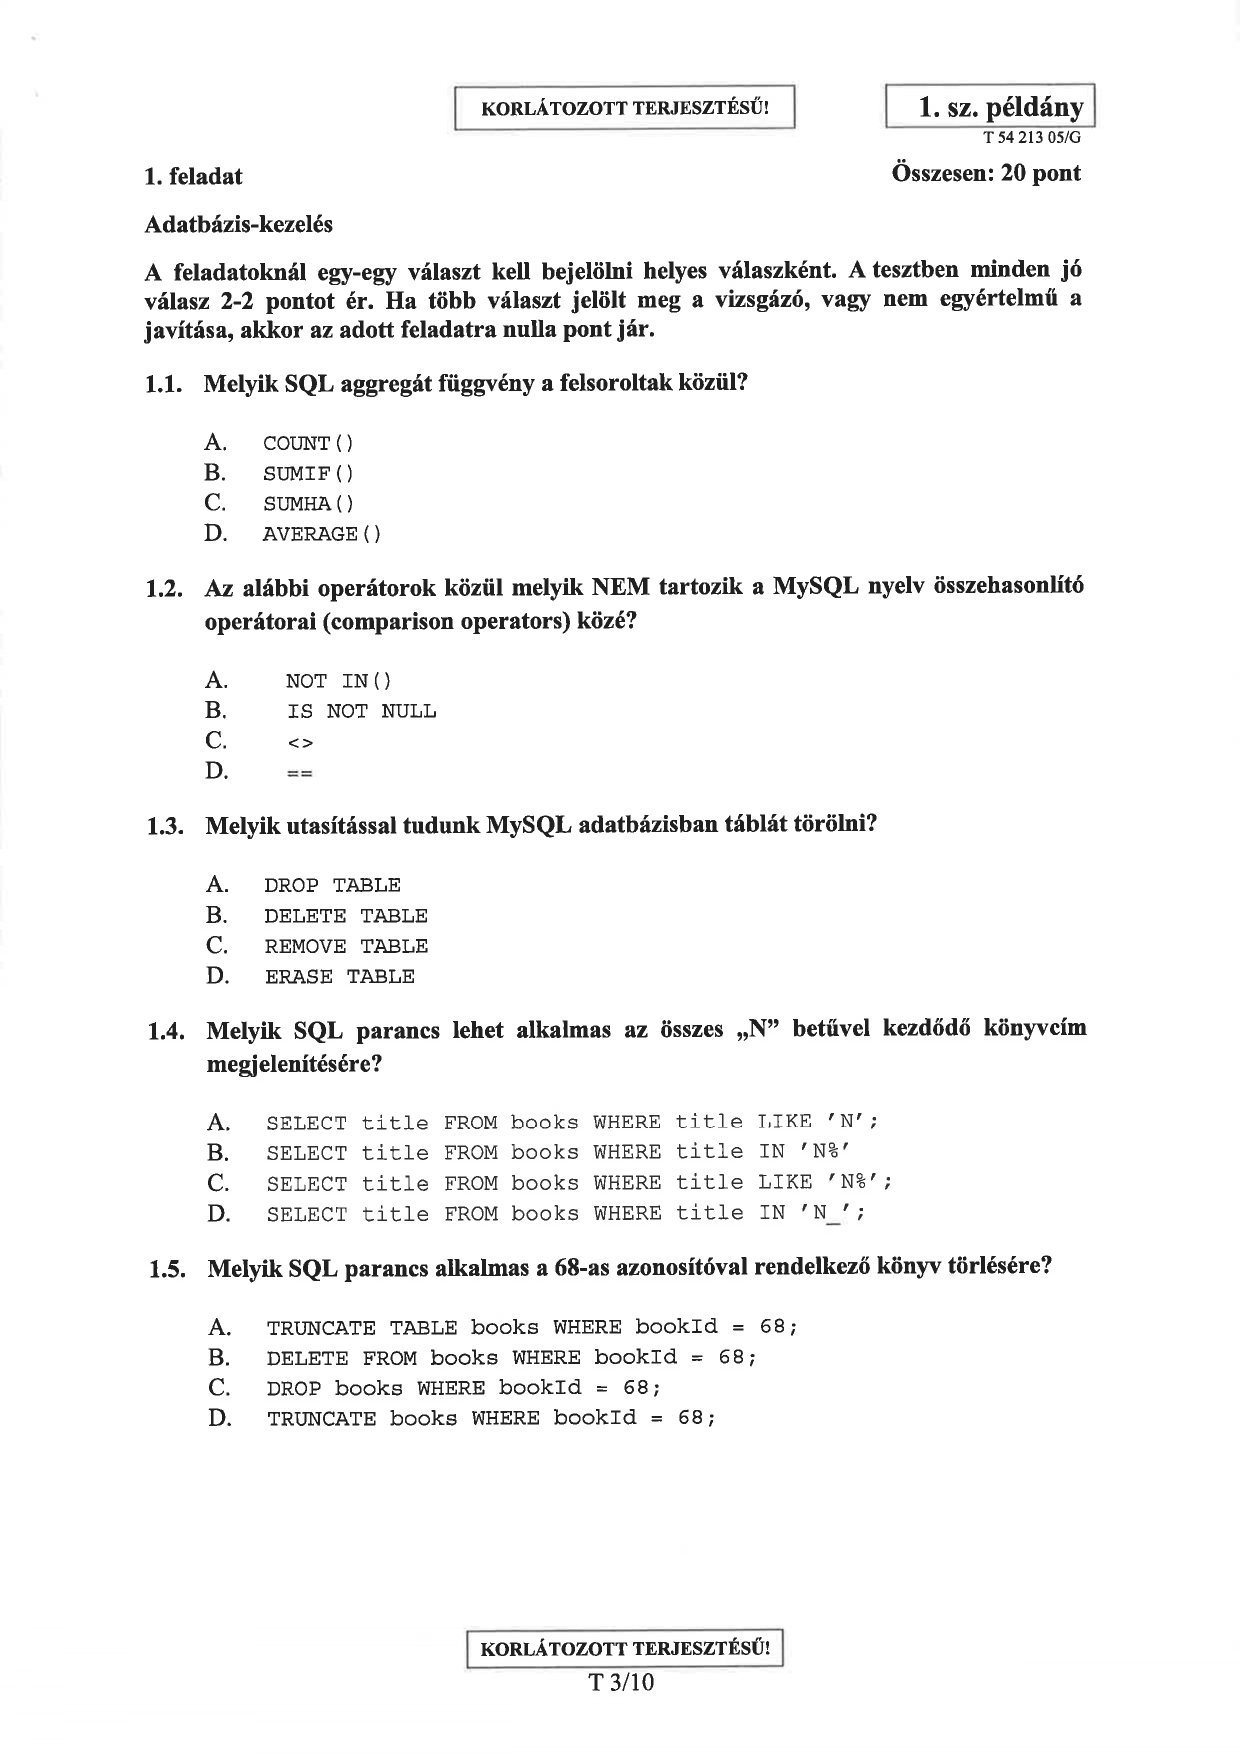 KORLÁTOZOTT TERJESZTÉSŰ!
1. sz. példány
T 54 213 05/G
1. feladat
Összesen: 20 pont
Adatbázis-kezelés
A feladatoknál egy-egy választ kell bejelölni helyes válaszként. A tesztben minden jó
válasz 2-2 pontot ér. Ha több választ jelölt meg a vizsgázó, vagy nem egyértelmű a
javítása, akkor az adott feladatra nulla pont jár.
1.1. Melyik SQL aggregát függvény a felsoroltak közül?
A. COUNT()
B. SUMIF()
C. SUMHA()
D. AVERAGE()
1.2. Az alábbi operátorok közül melyik NEM tartozik a MySQL nyelv összehasonlító
operátorai (comparison operators) közé?
A. NOT IN()
B. IS NOT NULL
C. <>
D. ==
1.3. Melyik utasítással tudunk MySQL adatbázisban táblát törölni?
A. DROP TABLE
B. DELETE TABLE
C. REMOVE TABLE
D. ERASE TABLE
1.4. Melyik SQL parancs lehet alkalmas az összes „N” betűvel kezdődő könyvcím
megjelenítésére?
A. SELECT title FROM books WHERE title LIKE 'N';
B. SELECT title FROM books WHERE title IN 'N%'
C. SELECT title FROM books WHERE title LIKE 'N%';
D. SELECT title FROM books WHERE title IN 'N_';
1.5. Melyik SQL parancs alkalmas a 68-as azonosítóval rendelkező könyv törlésére?
A. TRUNCATE TABLE books WHERE bookId = 68;
B. DELETE FROM books WHERE bookId = 68;
C. DROP books WHERE bookId = 68;
D. TRUNCATE books WHERE bookId = 68;
KORLÁTOZOTT TERJESZTÉSŰ!
T 3/10